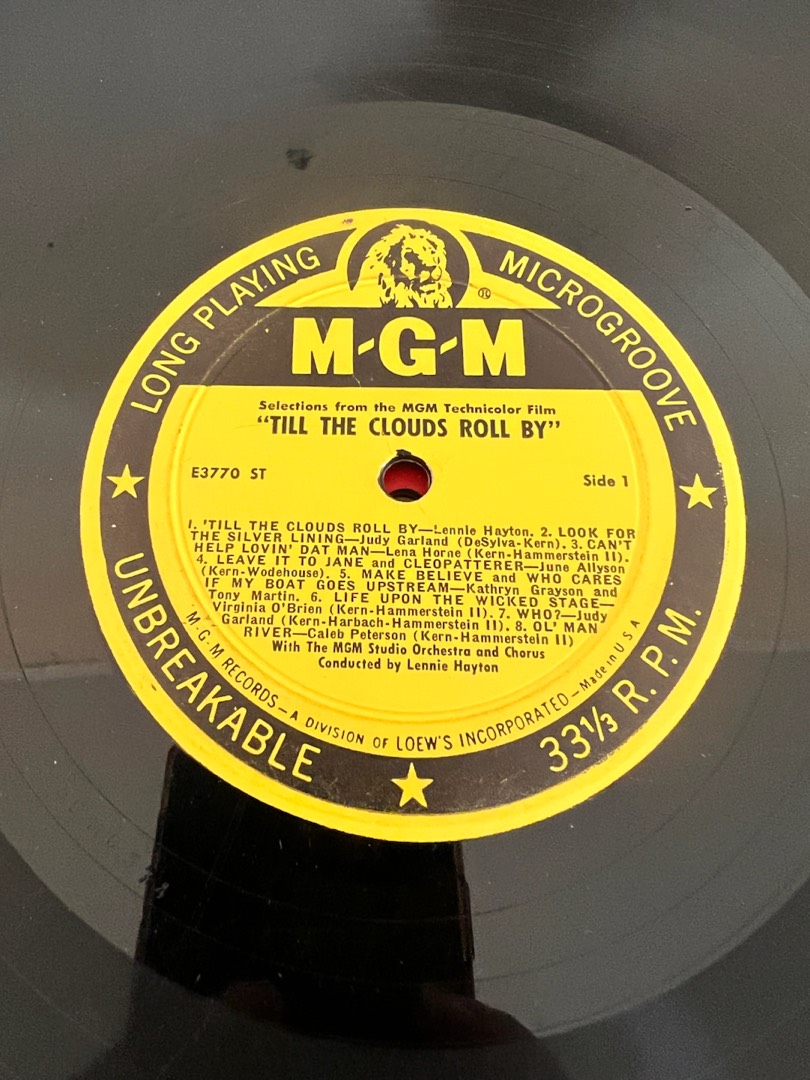 LONG PLAYING
MICROGROOVE
®
M-G-M
Selections from the MGM Technicolor Film
"TILL THE CLOUDS ROLL BY"
E3770 ST
Side 1
1. 'TILL THE CLOUDS ROLL BY—Lennie Hayton. 2. LOOK FOR
THE SILVER LINING—Judy Garland (DeSylva-Kern). 3. CAN'T
HELP LOVIN' DAT MAN—Lena Horne (Kern-Hammerstein II).
4. LEAVE IT TO JANE and CLEOPATTERER—June Allyson
(Kern-Wodehouse). 5. MAKE BELIEVE and WHO CARES
IF MY BOAT GOES UPSTREAM—Kathryn Grayson and
Tony Martin. 6. LIFE UPON THE WICKED STAGE—
Virginia O'Brien (Kern-Hammerstein II). 7. WHO?—Judy
Garland (Kern-Harbach-Hammerstein II). 8. OL' MAN
RIVER—Caleb Peterson (Kern-Hammerstein II)
With The MGM Studio Orchestra and Chorus
Conducted by Lennie Hayton
M-G-M RECORDS—A DIVISION OF LOEW'S INCORPORATED—Made in U S A
UNBREAKABLE
33⅓ R.P.M.